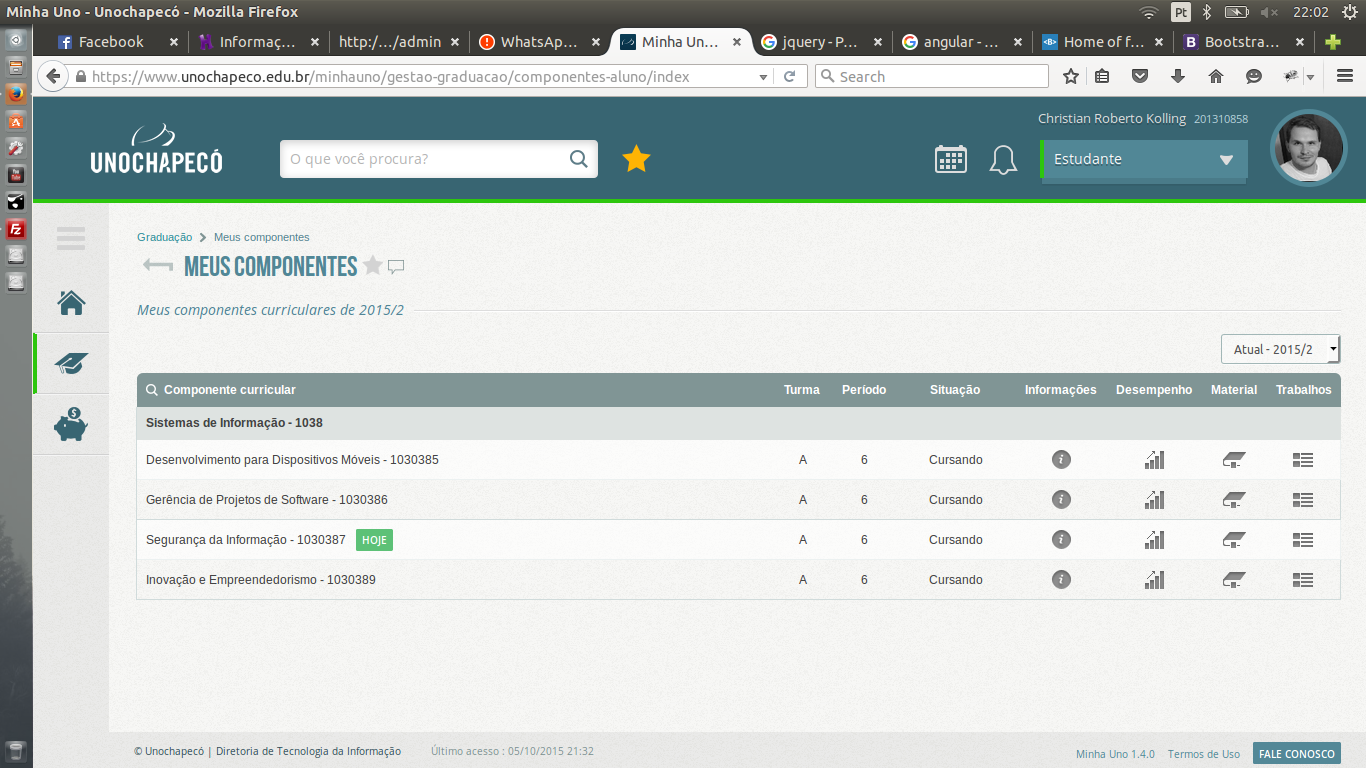 Minha Uno - Unochapecó - Mozilla Firefox
Pt
22:02
Facebook
Informaç...
http:/.../admin
WhatsAp...
Minha Un...
jquery - P...
angular - ...
Home of f...
Bootstra...
https://www.unochapeco.edu.br/minhauno/gestao-graduacao/componentes-aluno/index
Search
Christian Roberto Kolling 201310858
UNOCHAPECÓ
O que você procura?
Estudante
Graduação
Meus componentes
MEUS COMPONENTES
Meus componentes curriculares de 2015/2
Atual - 2015/2
Componente curricular Turma Período Situação Informações Desempenho Material Trabalhos
Sistemas de Informação - 1038
Desenvolvimento para Dispositivos Móveis - 1030385 A 6 Cursando
Gerência de Projetos de Software - 1030386 A 6 Cursando
Segurança da Informação - 1030387 HOJE A 6 Cursando
Inovação e Empreendedorismo - 1030389 A 6 Cursando
© Unochapecó | Diretoria de Tecnologia da Informação
Último acesso : 05/10/2015 21:32
Minha Uno 1.4.0
Termos de Uso
FALE CONOSCO